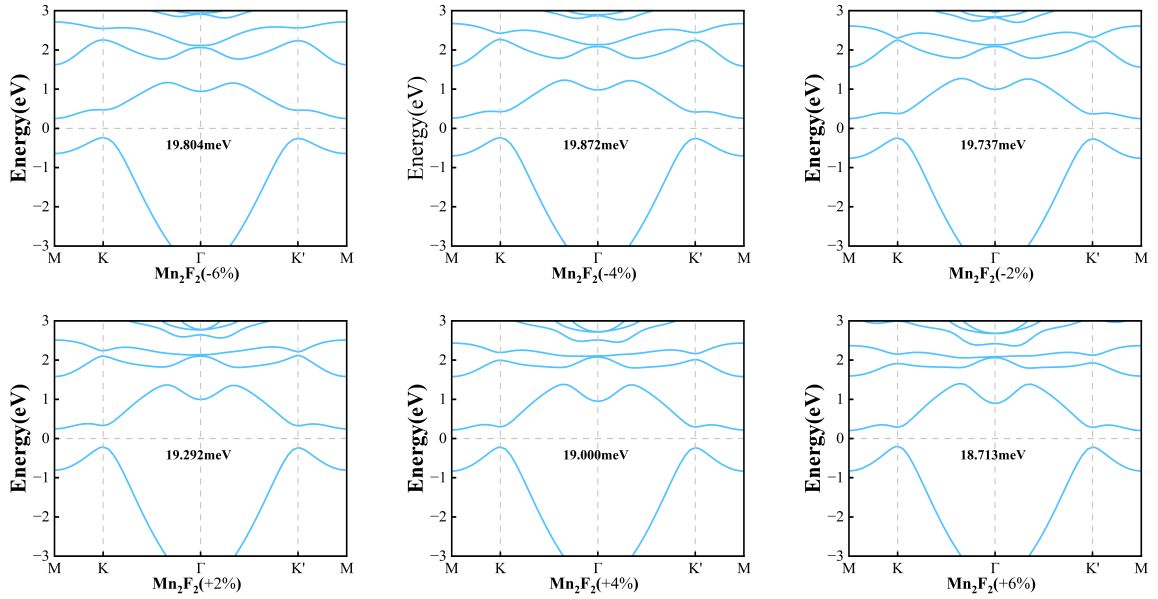 Energy(eV)
3
2
1
0
−1
−2
−3
19.804meV
M K Γ K' M
Mn₂F₂(-6%)
Energy(eV)
3
2
1
0
−1
−2
−3
19.872meV
M K Γ K' M
Mn₂F₂(-4%)
Energy(eV)
3
2
1
0
−1
−2
−3
19.737meV
M K Γ K' M
Mn₂F₂(-2%)
Energy(eV)
3
2
1
0
−1
−2
−3
19.292meV
M K Γ K' M
Mn₂F₂(+2%)
Energy(eV)
3
2
1
0
−1
−2
−3
19.000meV
M K Γ K' M
Mn₂F₂(+4%)
Energy(eV)
3
2
1
0
−1
−2
−3
18.713meV
M K Γ K' M
Mn₂F₂(+6%)